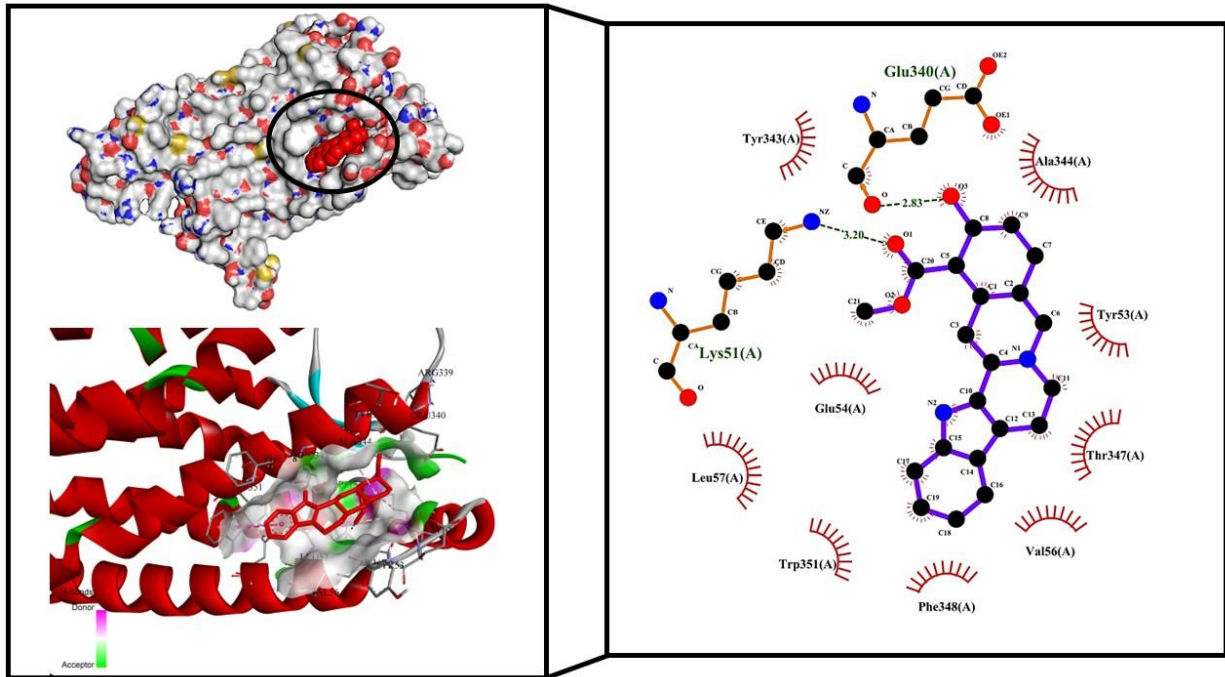 ARG339
Donor
Acceptor
Glu340(A)
OE2
CG
CD
N
OE1
CA
CB
Tyr343(A)
Ala344(A)
C
O
2.83
O3
CE
NZ
3.20
O1
C8
C9
CG
CD
C20
C5
C7
N
C1
C2
CB
C21
O2
CA
C3
C6
Tyr53(A)
C
Lys51(A)
C4
N1
O
Glu54(A)
C10
C11
N2
C12
C13
C15
Thr347(A)
C14
Leu57(A)
C17
C16
C19
C18
Val56(A)
Trp351(A)
Phe348(A)